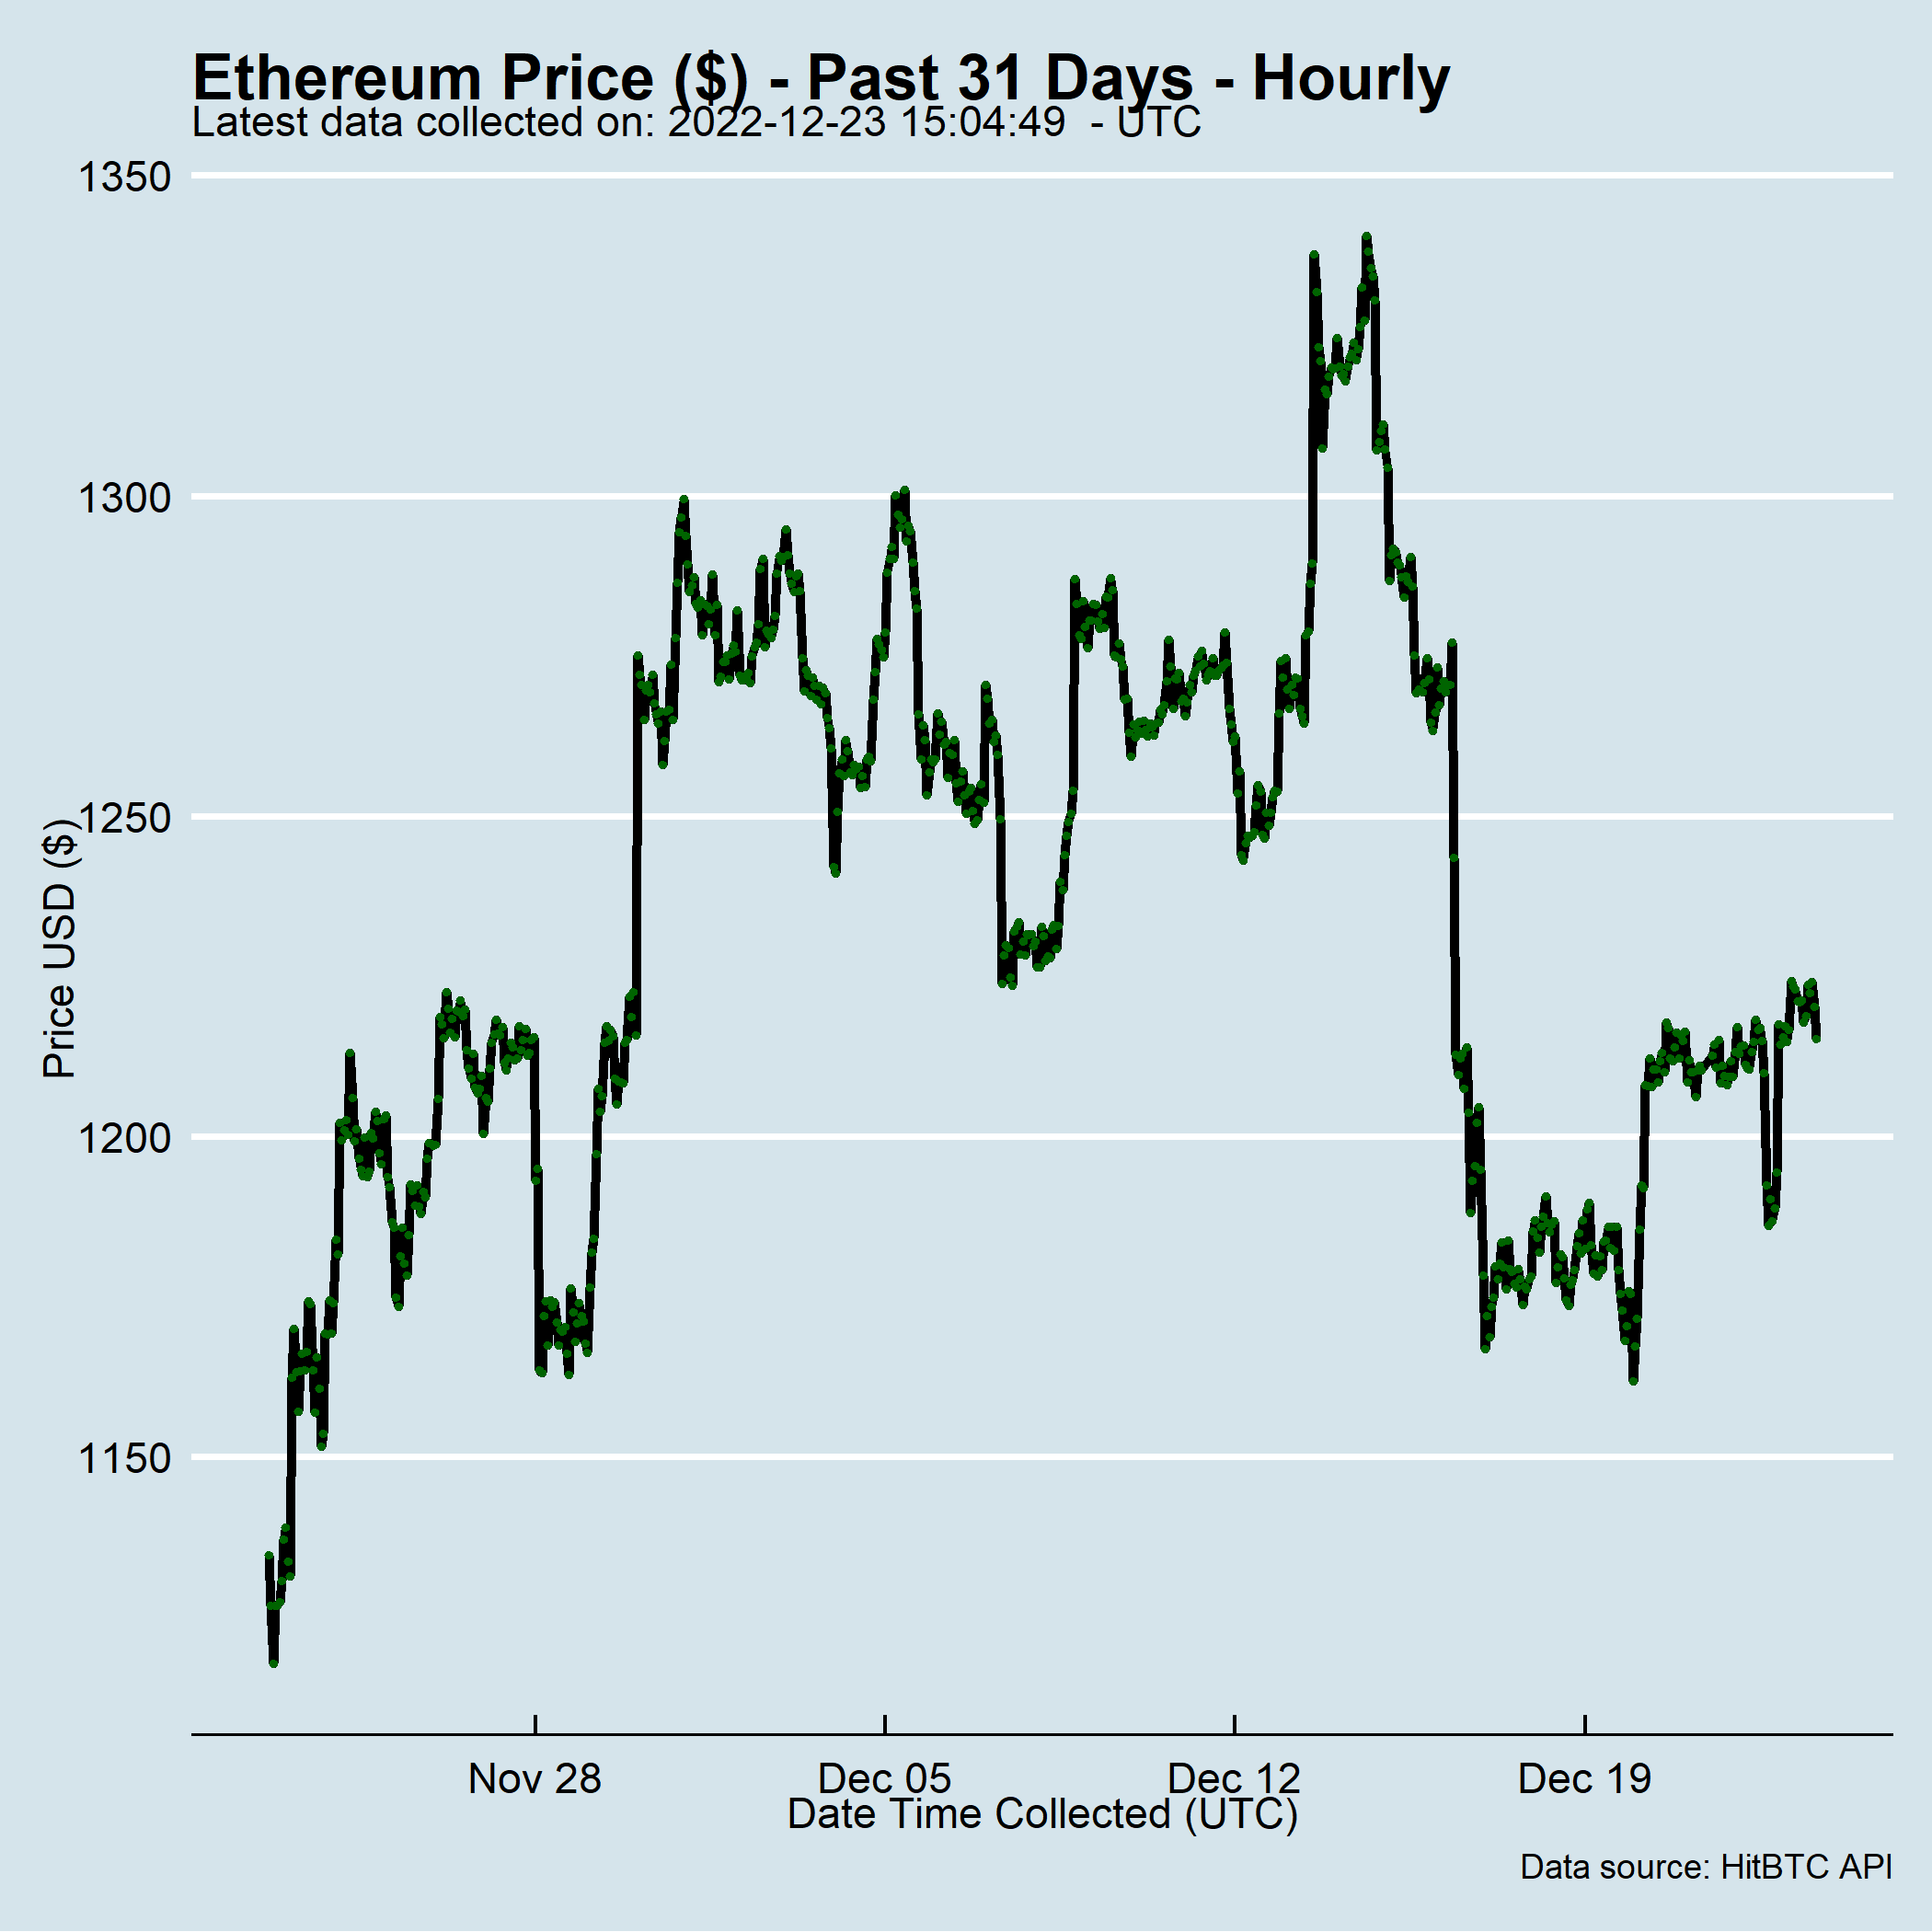 Ethereum Price ($) - Past 31 Days - Hourly
Latest data collected on: 2022-12-23 15:04:49  - UTC
1350
1300
1250
1200
1150
Price USD ($)
Nov 28
Dec 05
Dec 12
Dec 19
Date Time Collected (UTC)
Data source: HitBTC API